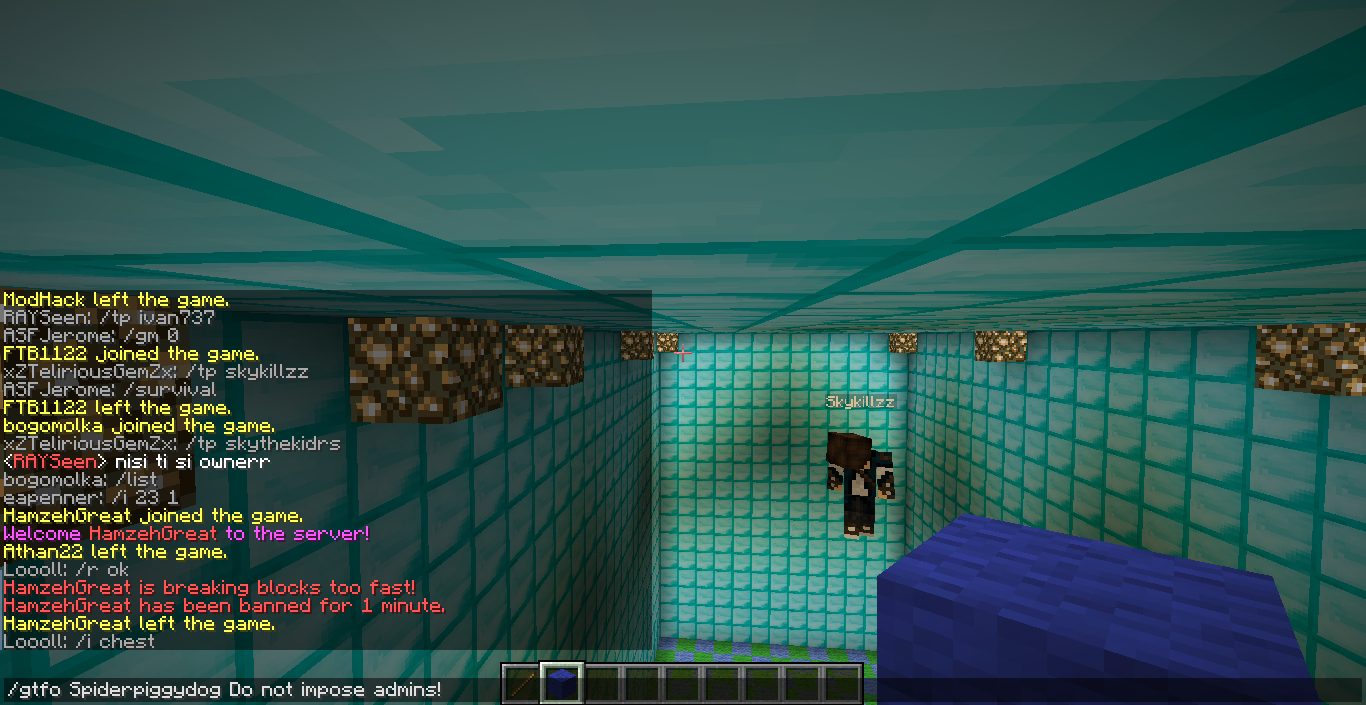 ModHack left the game.
RAYSeen: /tp ivan737
ASFJerome: /gm 0
FTB1122 joined the game.
xZTeliriousGemZx: /tp skykillzz
ASFJerome: /survival
FTB1122 left the game.
bogomolka joined the game.
xZTeliriousGemZx: /tp skythekidrs
<RAYSeen> nisi ti si ownerr
bogomolka: /list
eapenner: /i 23 1
HamzehGreat joined the game.
Welcome HamzehGreat to the server!
Athan22 left the game.
Loooll: /r ok
HamzehGreat is breaking blocks too fast!
HamzehGreat has been banned for 1 minute.
HamzehGreat left the game.
Loooll: /i chest
/gtfo Spiderpiggydog Do not impose admins!
Skykillzz